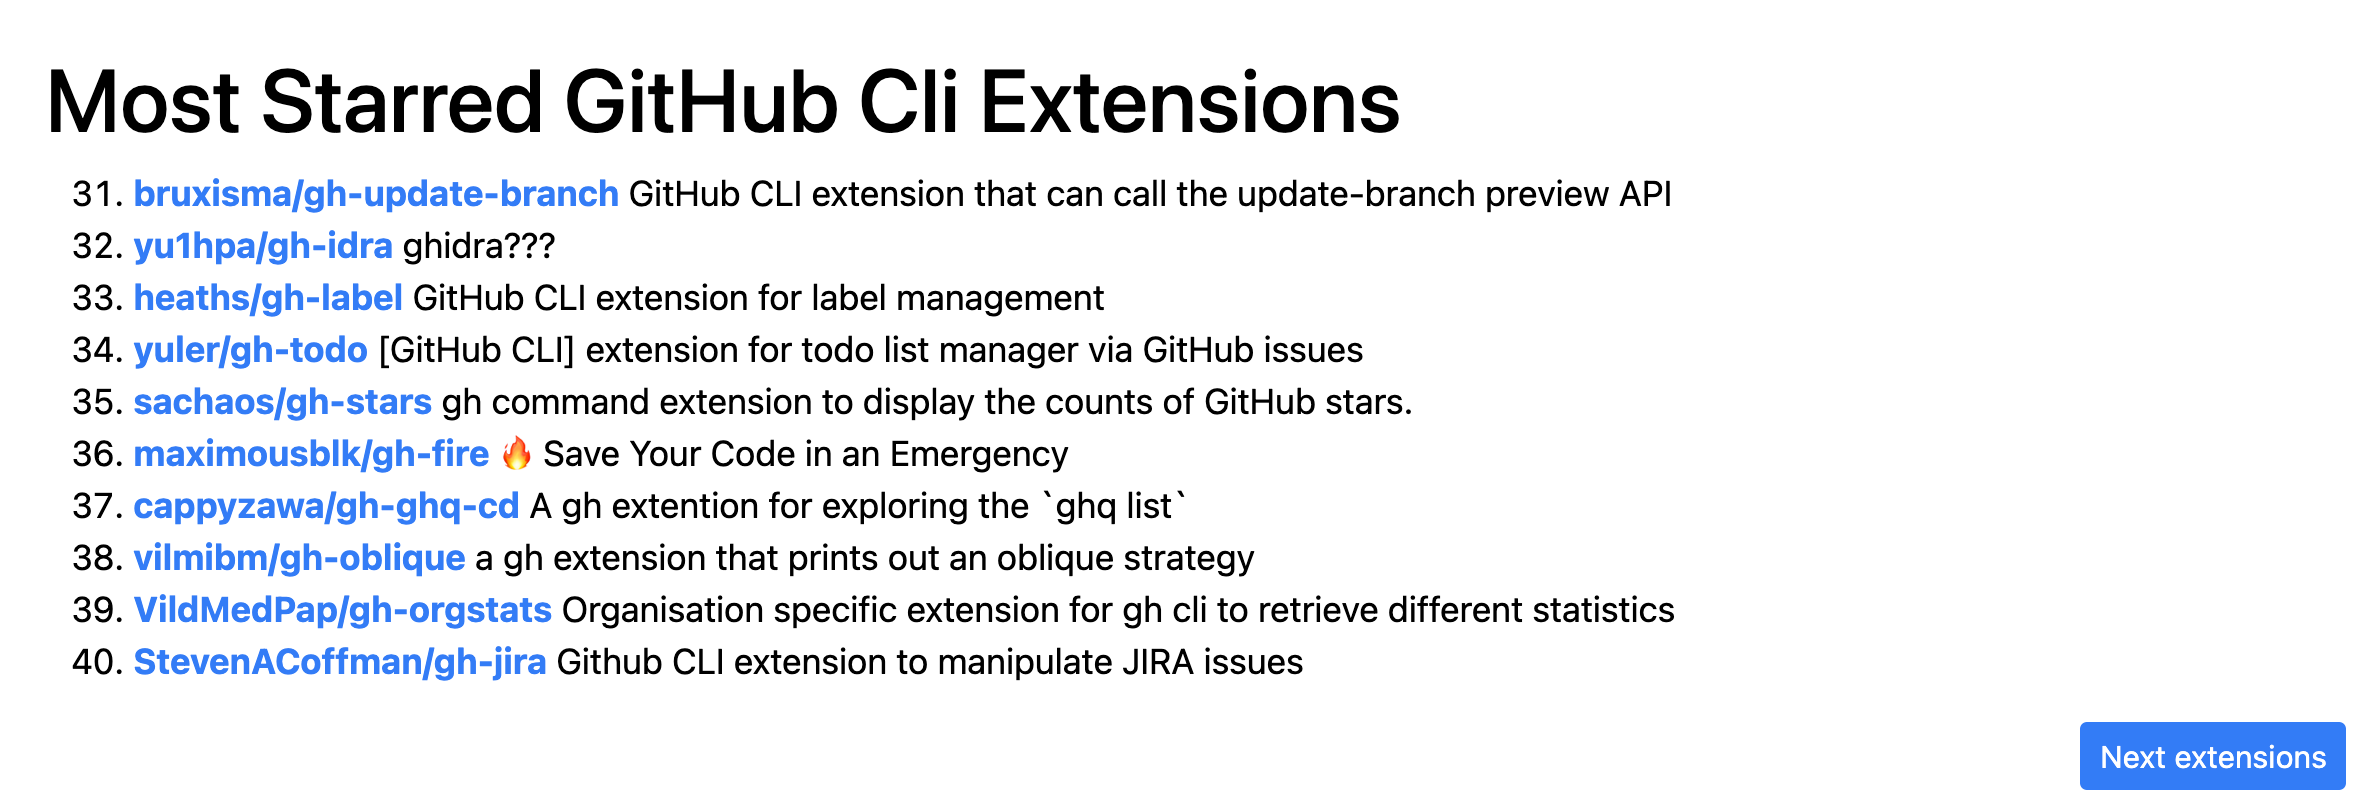 Most Starred GitHub Cli Extensions
31. bruxisma/gh-update-branch GitHub CLI extension that can call the update-branch preview API
32. yu1hpa/gh-idra ghidra???
33. heaths/gh-label GitHub CLI extension for label management
34. yuler/gh-todo [GitHub CLI] extension for todo list manager via GitHub issues
35. sachaos/gh-stars gh command extension to display the counts of GitHub stars.
36. maximousblk/gh-fire 🔥 Save Your Code in an Emergency
37. cappyzawa/gh-ghq-cd A gh extention for exploring the `ghq list`
38. vilmibm/gh-oblique a gh extension that prints out an oblique strategy
39. VildMedPap/gh-orgstats Organisation specific extension for gh cli to retrieve different statistics
40. StevenACoffman/gh-jira Github CLI extension to manipulate JIRA issues
Next extensions